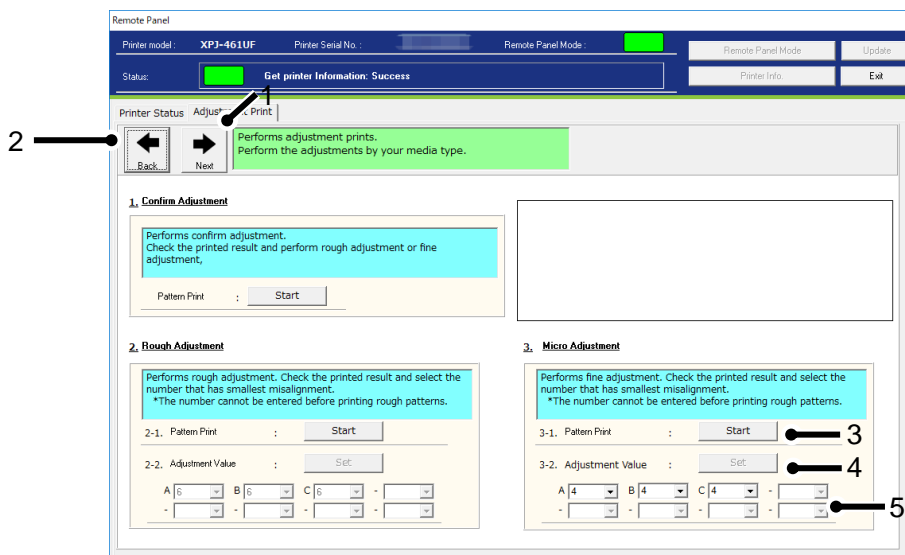 Remote Panel
Printer model : XPJ-461UF Printer Serial No. : Remote Panel Mode : Remote Panel Mode Update
Status: Get printer Information: Success Printer Info. Exit
1
Printer Status Adjustment Print
2
Back Next
Performs adjustment prints.
Perform the adjustments by your media type.
1. Confirm Adjustment
Performs confirm adjustment.
Check the printed result and perform rough adjustment or fine
adjustment,
Pattern Print : Start
2. Rough Adjustment
Performs rough adjustment. Check the printed result and select the
number that has smallest misalignment.
*The number cannot be entered before printing rough patterns.
2-1. Pattern Print : Start
2-2. Adjustment Value : Set
A 6 B 6 C 6 -
- - - -
3. Micro Adjustment
Performs fine adjustment. Check the printed result and select the
number that has smallest misalignment.
*The number cannot be entered before printing rough patterns.
3-1. Pattern Print : Start 3
3-2. Adjustment Value : Set 4
A 4 B 4 C 4 -
- - - - 5